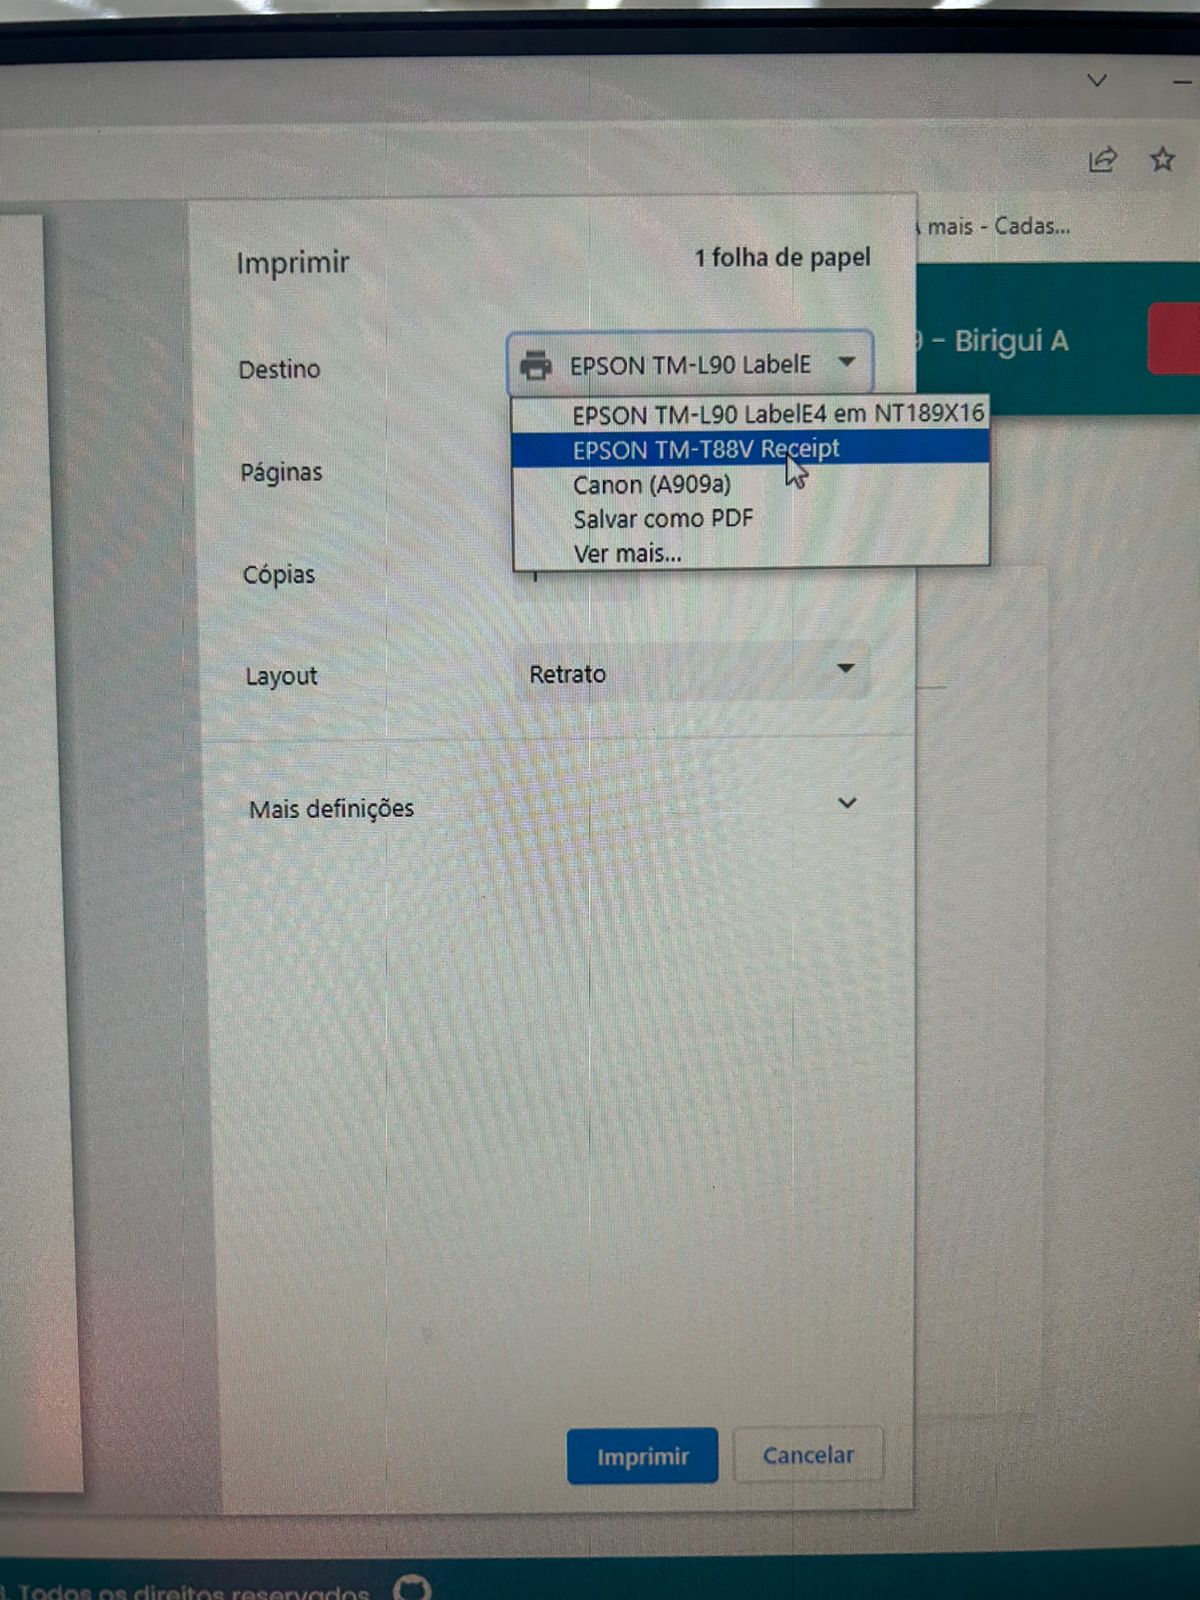 mais - Cadas...
Imprimir
1 folha de papel
– Birigui A
Destino
EPSON TM-L90 LabelE
EPSON TM-L90 LabelE4 em NT189X16
EPSON TM-T88V Receipt
Canon (A909a)
Salvar como PDF
Ver mais...
Páginas
Cópias
Layout
Retrato
Mais definições
Imprimir
Cancelar
Todos os direitos reservados